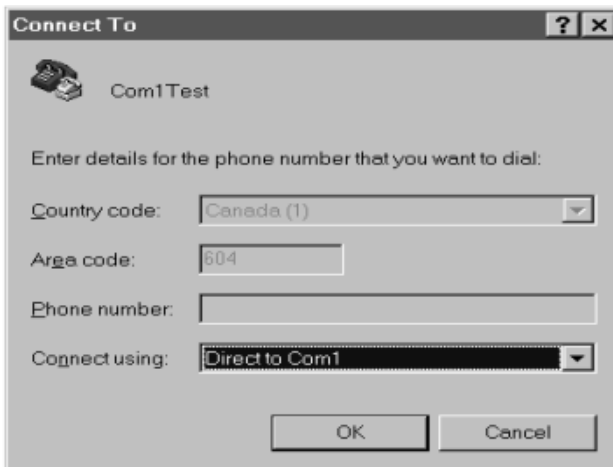 Connect To
Com1Test
Enter details for the phone number that you want to dial:
Country code: Canada (1)
Area code: 604
Phone number:
Connect using: Direct to Com1
OK Cancel